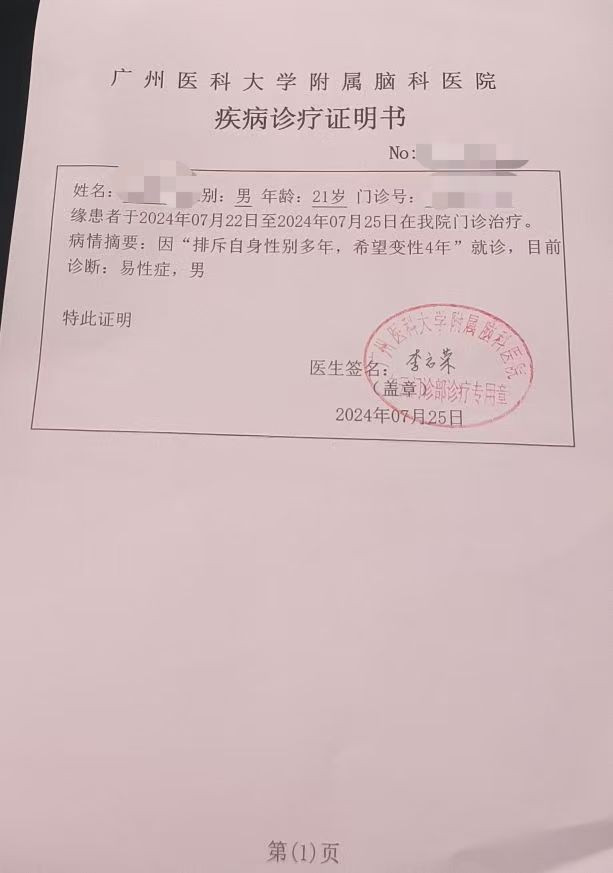 广州医科大学附属脑科医院
疾病诊疗证明书
No:
姓名: 别: 男 年龄: 21岁 门诊号:
缘患者于2024年07月22日至2024年07月25日在我院门诊治疗。
病情摘要: 因“排斥自身性别多年, 希望变性4年”就诊, 目前
诊断: 易性症, 男
特此证明
广州医科大学附属脑科医院
医生签名:
门诊部诊疗专用章
(盖章)
2024年07月25日
第(1)页